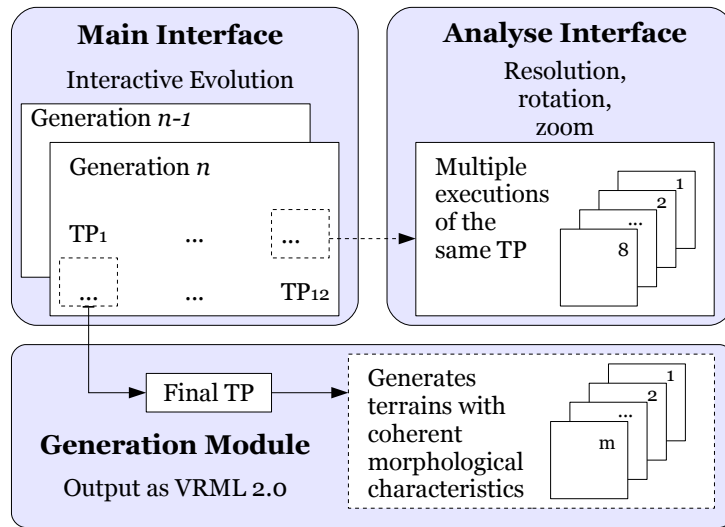 Main Interface
Interactive Evolution
Generation n-1
Generation n
TP1 ... ...
... ... TP12
Analyse Interface
Resolution,
rotation,
zoom
Multiple
executions
of the
same TP
1
2
...
8
Final TP
Generation Module
Output as VRML 2.0
Generates
terrains with
coherent
morphological
characteristics
1
2
...
m